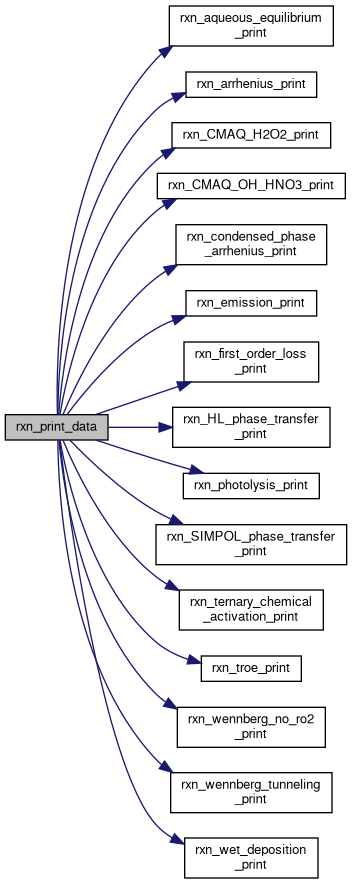 rxn_aqueous_equilibrium
_print
rxn_arrhenius_print
rxn_CMAQ_H2O2_print
rxn_CMAQ_OH_HNO3_print
rxn_condensed_phase
_arrhenius_print
rxn_emission_print
rxn_first_order_loss
_print
rxn_print_data
rxn_HL_phase_transfer
_print
rxn_photolysis_print
rxn_SIMPOL_phase_transfer
_print
rxn_ternary_chemical
_activation_print
rxn_troe_print
rxn_wennberg_no_ro2
_print
rxn_wennberg_tunneling
_print
rxn_wet_deposition
_print